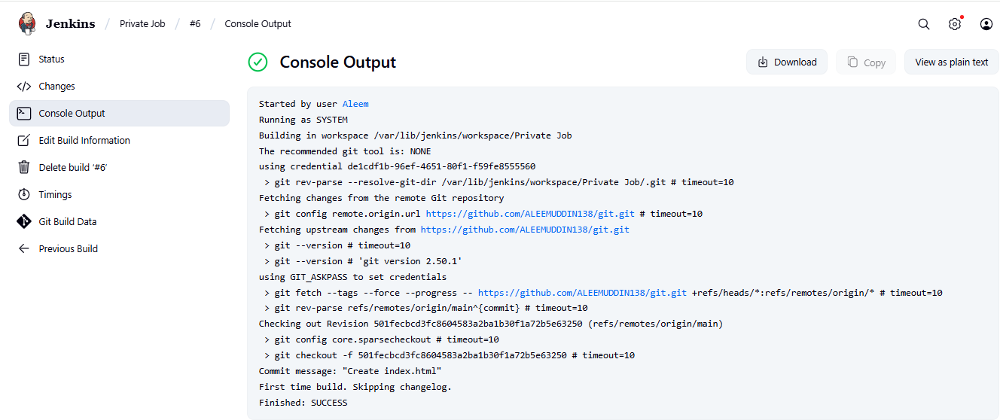 Jenkins / Private Job / #6 / Console Output
Status
Changes
Console Output
Edit Build Information
Delete build ‘#6’
Timings
Git Build Data
Previous Build
Console Output
Download
Copy
View as plain text
Started by user Aleem
Running as SYSTEM
Building in workspace /var/lib/jenkins/workspace/Private Job
The recommended git tool is: NONE
using credential de1cdf1b-96ef-4651-80f1-f59fe8555560
 > git rev-parse --resolve-git-dir /var/lib/jenkins/workspace/Private Job/.git # timeout=10
Fetching changes from the remote Git repository
 > git config remote.origin.url https://github.com/ALEEMUDDIN138/git.git # timeout=10
Fetching upstream changes from https://github.com/ALEEMUDDIN138/git.git
 > git --version # timeout=10
 > git --version # 'git version 2.50.1'
using GIT_ASKPASS to set credentials
 > git fetch --tags --force --progress -- https://github.com/ALEEMUDDIN138/git.git +refs/heads/*:refs/remotes/origin/* # timeout=10
 > git rev-parse refs/remotes/origin/main^{commit} # timeout=10
Checking out Revision 501fecbcd3fc8604583a2ba1b30f1a72b5e63250 (refs/remotes/origin/main)
 > git config core.sparsecheckout # timeout=10
 > git checkout -f 501fecbcd3fc8604583a2ba1b30f1a72b5e63250 # timeout=10
Commit message: "Create index.html"
First time build. Skipping changelog.
Finished: SUCCESS